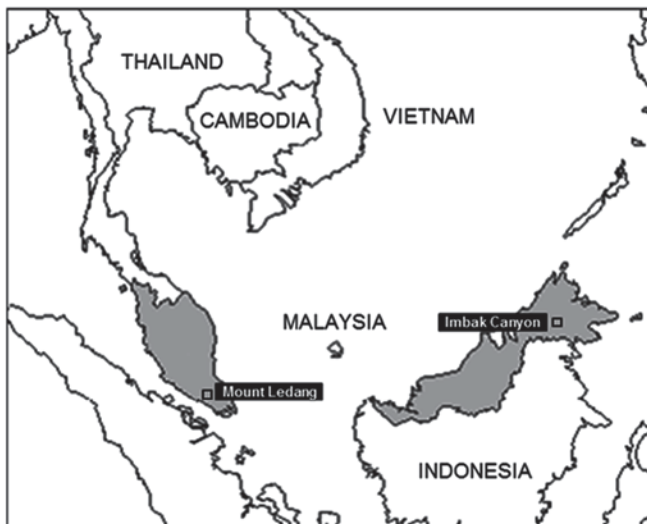 THAILAND
CAMBODIA
VIETNAM
MALAYSIA
Imbak Canyon
Mount Ledang
INDONESIA